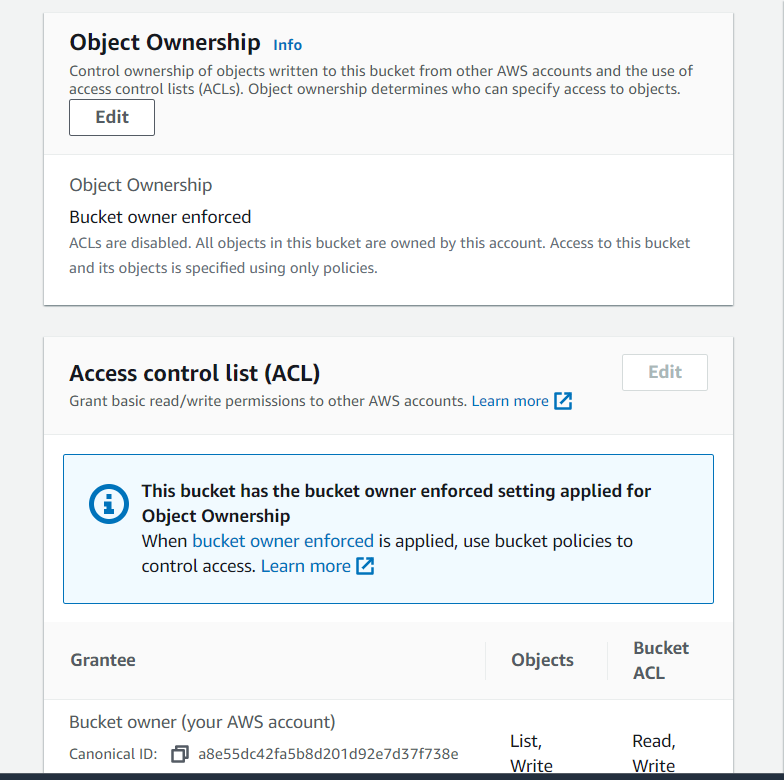 Object Ownership Info
Control ownership of objects written to this bucket from other AWS accounts and the use of
access control lists (ACLs). Object ownership determines who can specify access to objects.
Edit
Object Ownership
Bucket owner enforced
ACLs are disabled. All objects in this bucket are owned by this account. Access to this bucket
and its objects is specified using only policies.
Access control list (ACL)
Edit
Grant basic read/write permissions to other AWS accounts. Learn more
This bucket has the bucket owner enforced setting applied for
Object Ownership
When bucket owner enforced is applied, use bucket policies to
control access. Learn more
Grantee
Objects
Bucket
ACL
Bucket owner (your AWS account)
Canonical ID: a8e55dc42fa5b8d201d92e7d37f738e
List,
Write
Read,
Write